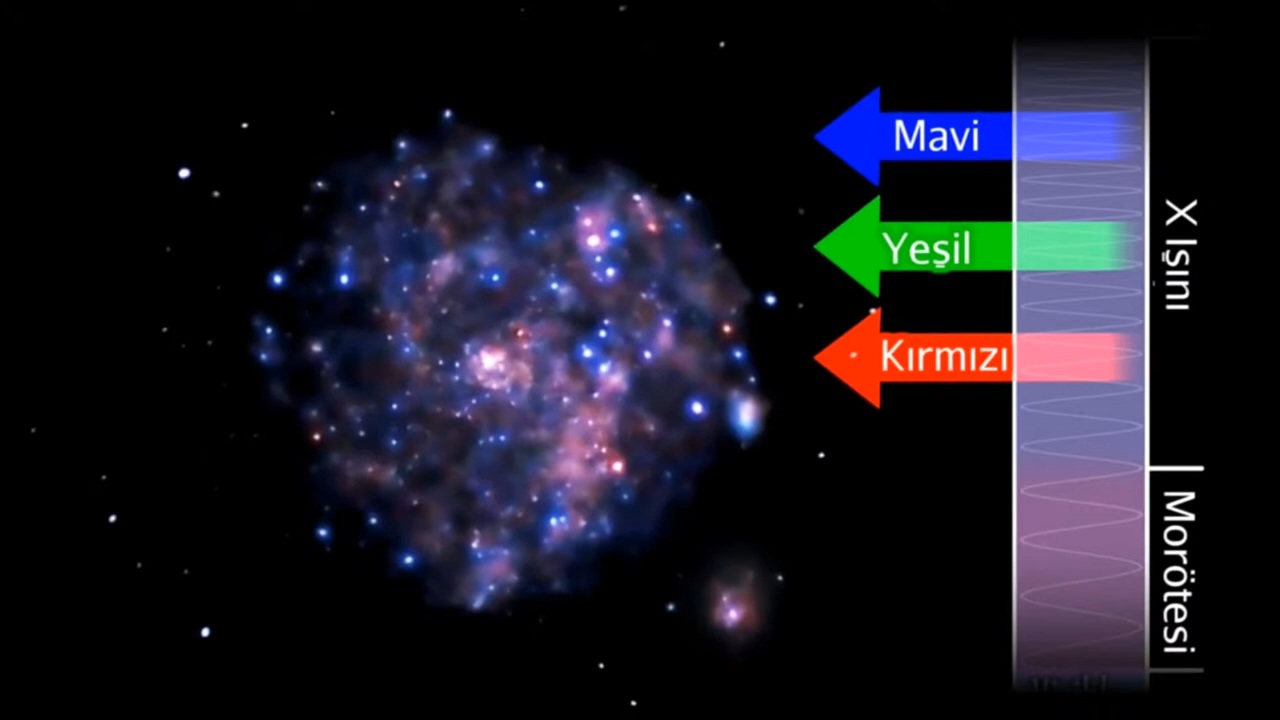 Mavi
Yeşil
Kırmızı
X Işını
Morötesi